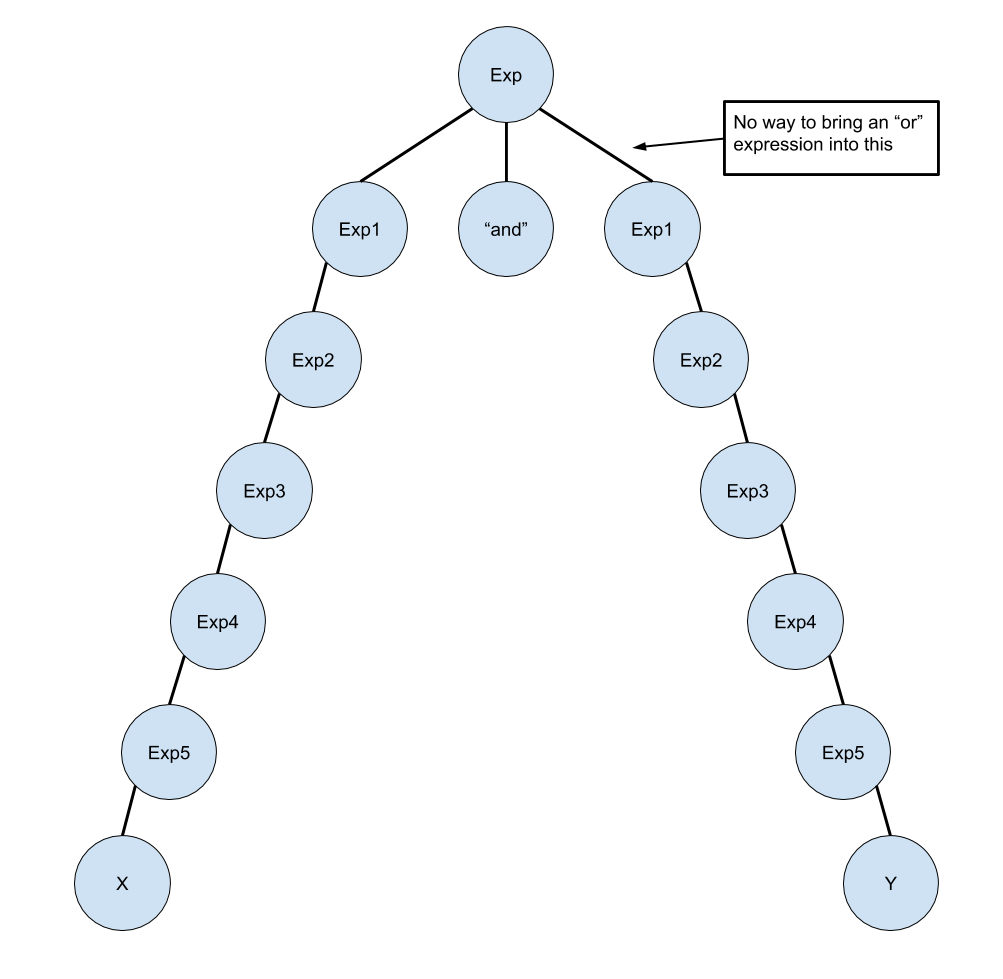 Exp
No way to bring an “or”
expression into this
Exp1
“and”
Exp1
Exp2
Exp2
Exp3
Exp3
Exp4
Exp4
Exp5
Exp5
X
Y